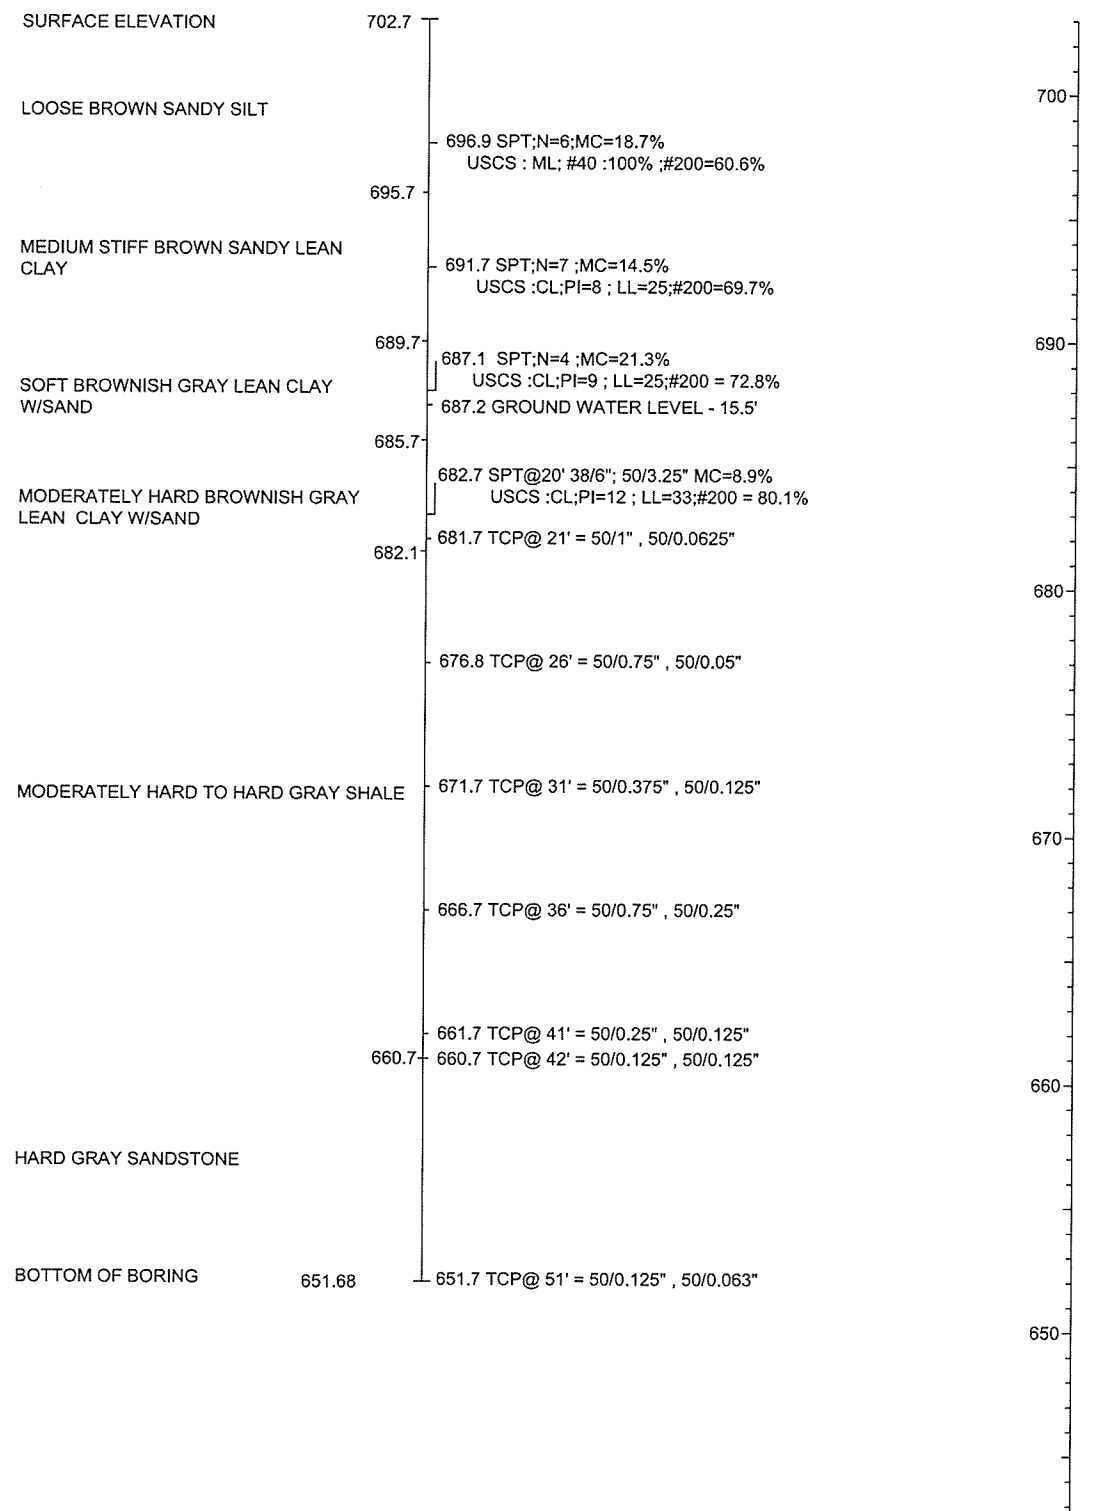 SURFACE ELEVATION 702.7
700
LOOSE BROWN SANDY SILT
696.9 SPT;N=6;MC=18.7%
USCS : ML; #40 :100% ;#200=60.6%
695.7
MEDIUM STIFF BROWN SANDY LEAN
CLAY
691.7 SPT;N=7 ;MC=14.5%
USCS :CL;PI=8 ; LL=25;#200=69.7%
689.7
690
687.1 SPT;N=4 ;MC=21.3%
USCS :CL;PI=9 ; LL=25;#200 = 72.8%
SOFT BROWNISH GRAY LEAN CLAY
W/SAND
687.2 GROUND WATER LEVEL - 15.5'
685.7
682.7 SPT@20' 38/6"; 50/3.25" MC=8.9%
USCS :CL;PI=12 ; LL=33;#200 = 80.1%
MODERATELY HARD BROWNISH GRAY
LEAN CLAY W/SAND
681.7 TCP@ 21' = 50/1" , 50/0.0625"
682.1
680
676.8 TCP@ 26' = 50/0.75" , 50/0.05"
MODERATELY HARD TO HARD GRAY SHALE
671.7 TCP@ 31' = 50/0.375" , 50/0.125"
670
666.7 TCP@ 36' = 50/0.75" , 50/0.25"
661.7 TCP@ 41' = 50/0.25" , 50/0.125"
660.7 660.7 TCP@ 42' = 50/0.125" , 50/0.125"
660
HARD GRAY SANDSTONE
BOTTOM OF BORING 651.68 651.7 TCP@ 51' = 50/0.125" , 50/0.063"
650